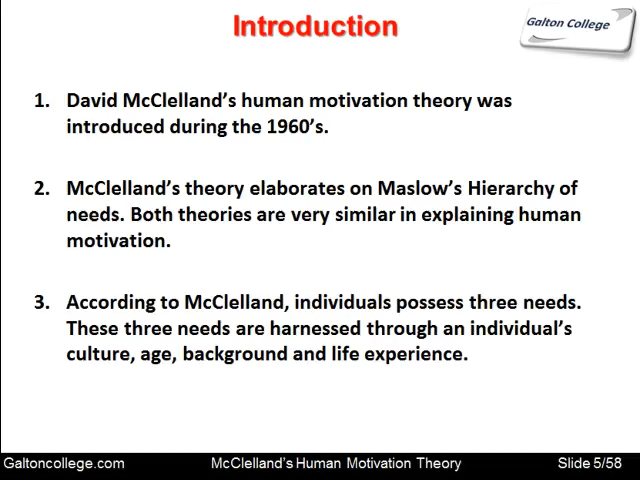 Introduction
Galton College
1. David McClelland's human motivation theory was
introduced during the 1960's.
2. McClelland's theory elaborates on Maslow's Hierarchy of
needs. Both theories are very similar in explaining human
motivation.
3. According to McClelland, individuals possess three needs.
These three needs are harnessed through an individual's
culture, age, background and life experience.
Galtoncollege.com McClelland's Human Motivation Theory Slide 5/58